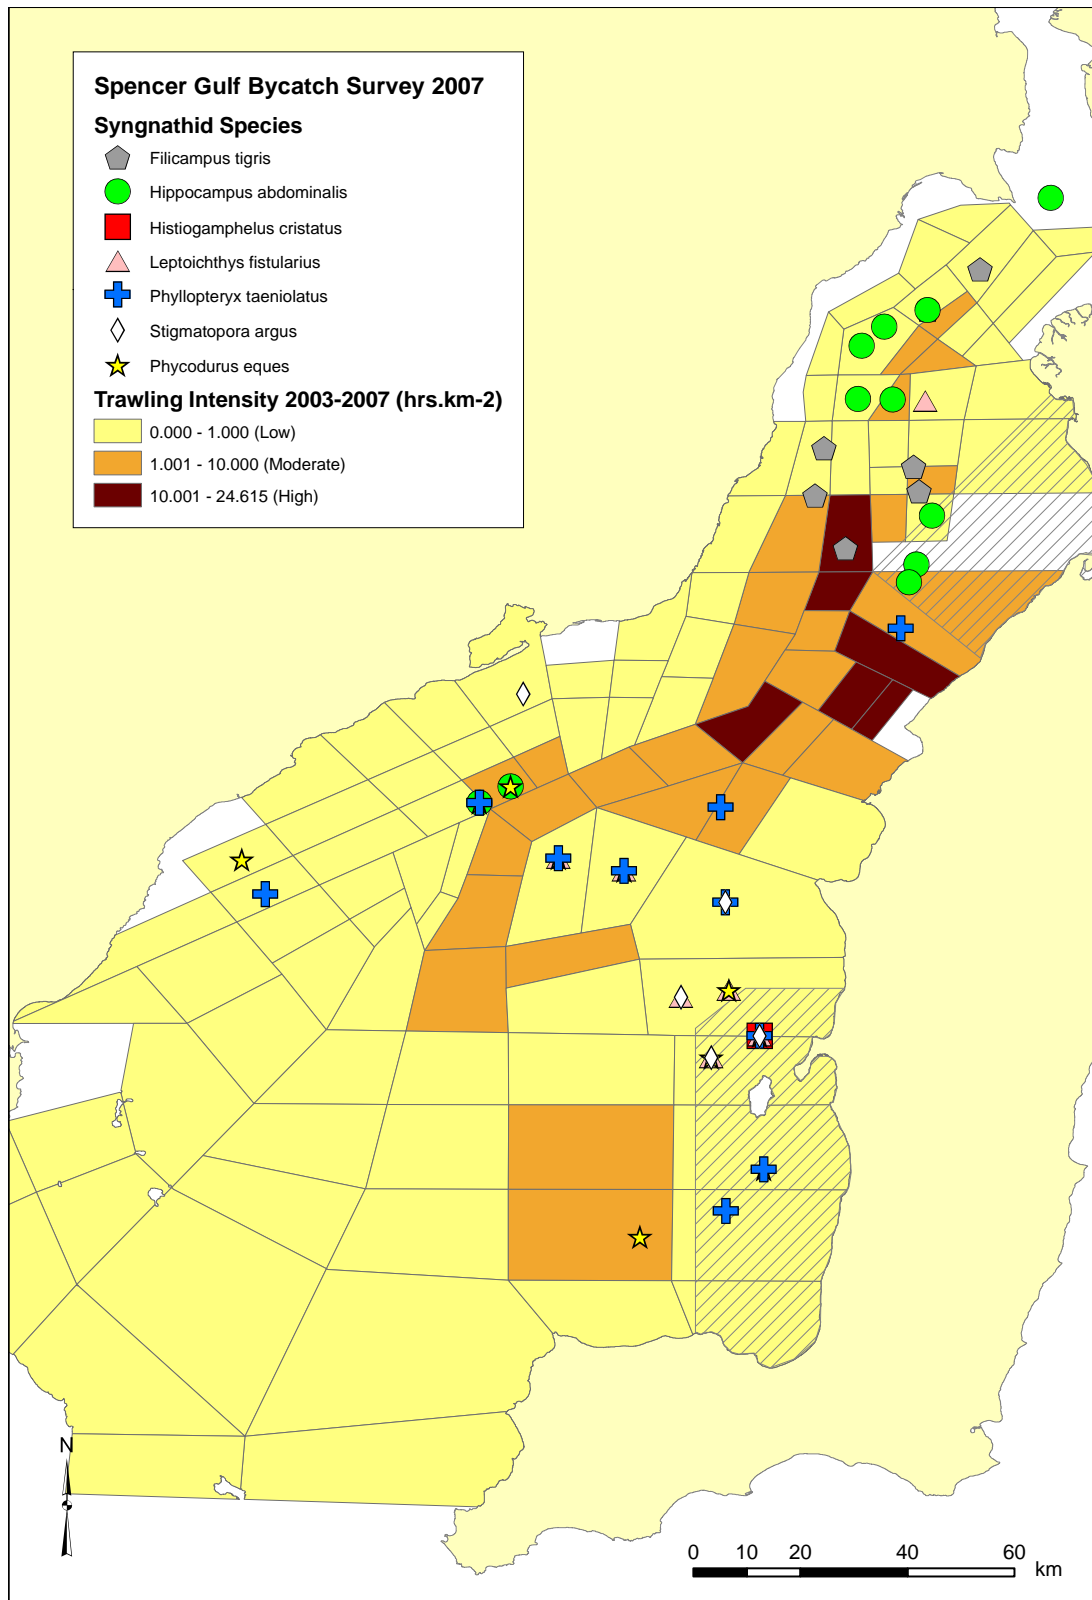 Spencer Gulf Bycatch Survey 2007
Syngnathid Species
Filicampus tigris
Hippocampus abdominalis
Histiogamphelus cristatus
Leptoichthys fistularius
Phyllopteryx taeniolatus
Stigmatopora argus
Phycodurus eques
Trawling Intensity 2003-2007 (hrs.km-2)
0.000 - 1.000 (Low)
1.001 - 10.000 (Moderate)
10.001 - 24.615 (High)
N
0 10 20 40 60
km